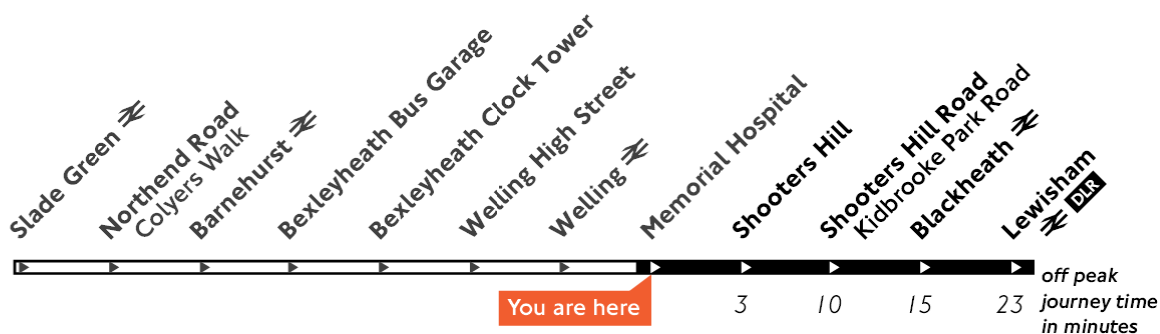 Slade Green
Northend Road
Colyers Walk
Barnehurst
Bexleyheath Bus Garage
Bexleyheath Clock Tower
Welling High Street
Welling
Memorial Hospital
Shooters Hill
Shooters Hill Road
Kidbrooke Park Road
Blackheath
Lewisham
DLR
You are here
3
10
15
23
off peak
journey time
in minutes